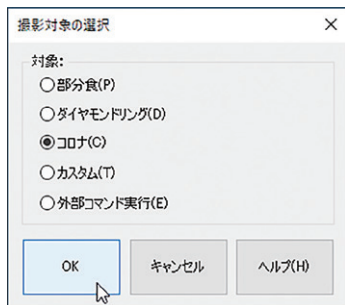 撮影対象の選択
対象:
部分食(P)
ダイヤモンドリング(D)
コロナ(C)
カスタム(T)
外部コマンド実行(E)
OK キャンセル ヘルプ(H)